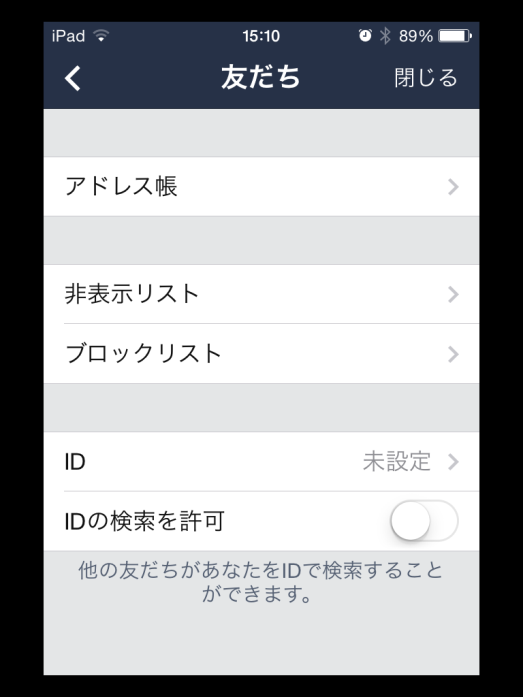 iPad 15:10 89%
友だち 閉じる
アドレス帳
非表示リスト
ブロックリスト
ID 未設定
IDの検索を許可
他の友だちがあなたをIDで検索すること
ができます。